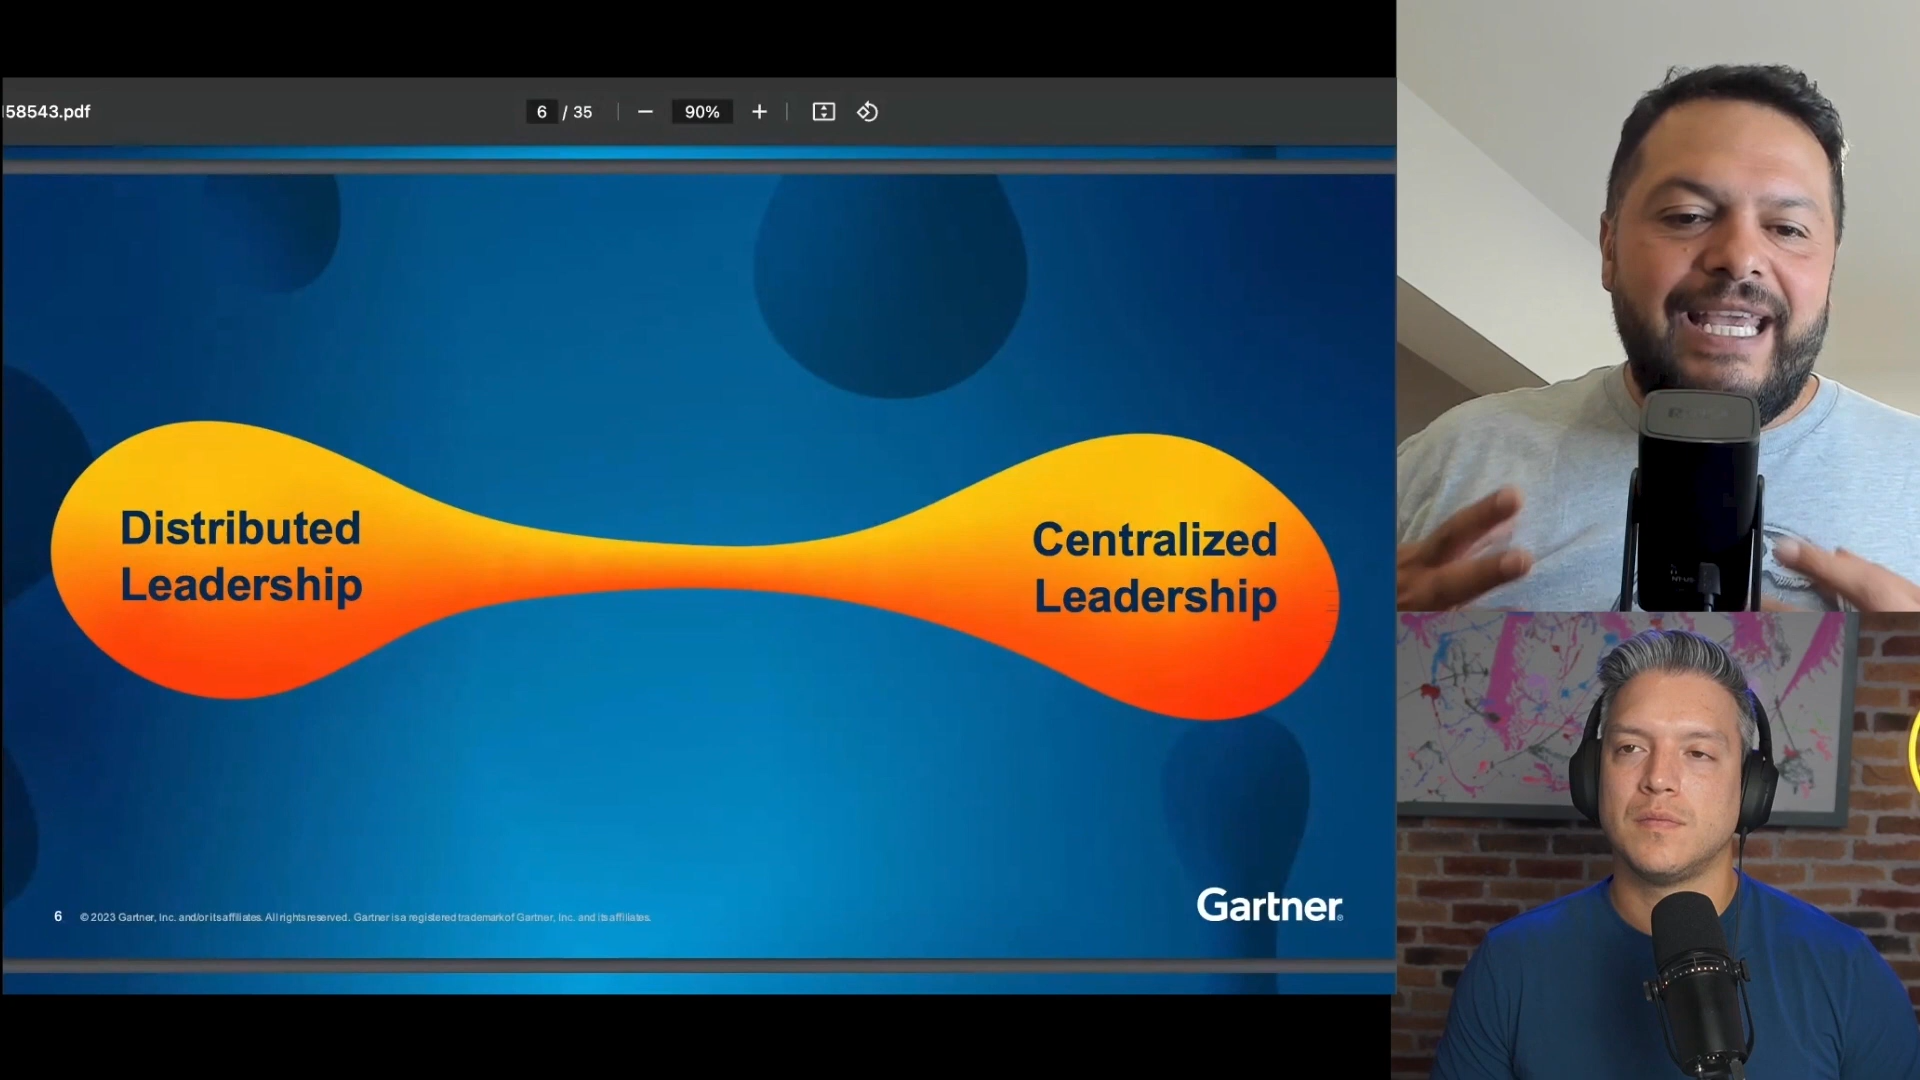 158543.pdf
6 / 35
90%
Distributed
Leadership
Centralized
Leadership
6 © 2023 Gartner, Inc. and/or its affiliates. All rights reserved. Gartner is a registered trademark of Gartner, Inc. and its affiliates.
Gartner